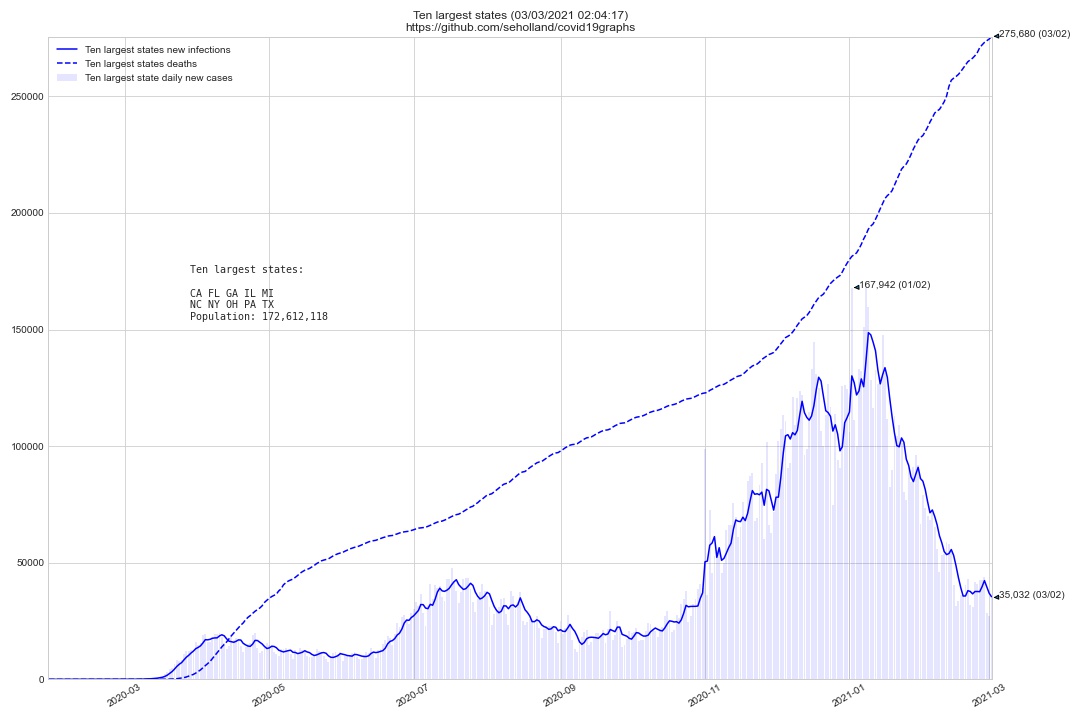 Ten largest states (03/03/2021 02:04:17)
https://github.com/seholland/covid19graphs
275,680 (03/02)
Ten largest states new infections
Ten largest states deaths
Ten largest state daily new cases
250000
200000
Ten largest states:
CA FL GA IL MI
NC NY OH PA TX
Population: 172,612,118
167,942 (01/02)
150000
100000
50000
35,032 (03/02)
0
2020-03
2020-05
2020-07
2020-09
2020-11
2021-01
2021-03